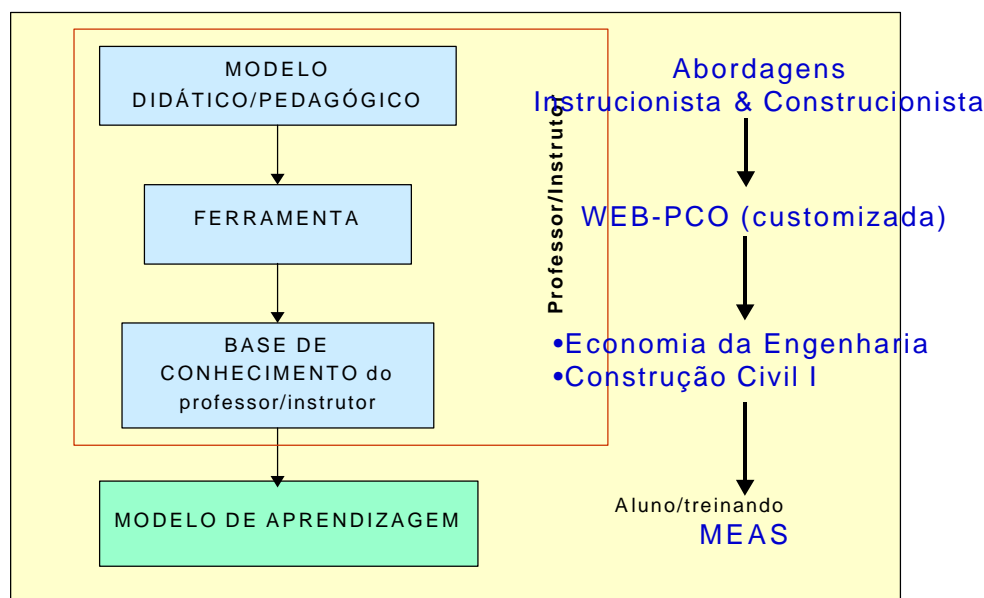 MODELO
DIDÁTICO/PEDAGÓGICO
FERRAMENTA
BASE DE
CONHECIMENTO do
professor/instrutor
MODELO DE APRENDIZAGEM
Professor/Instrutor
Abordagens
Instrucionista & Construcionista
WEB-PCO (customizada)
•Economia da Engenharia
•Construção Civil I
Aluno/treinando
MEAS